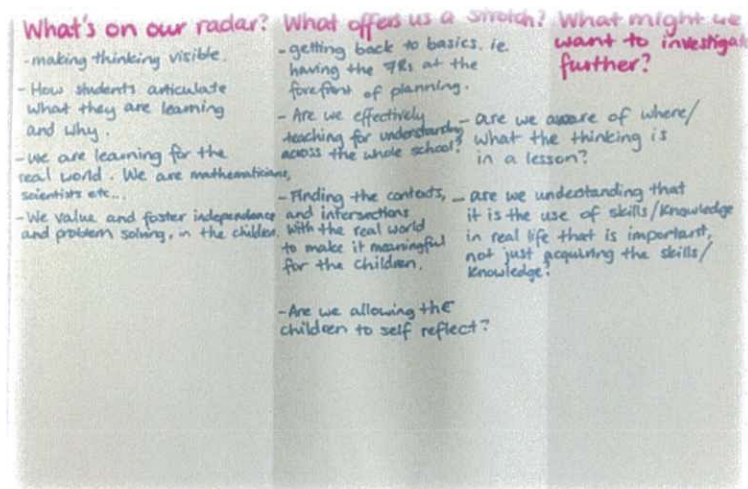 What's on our radar?
- making thinking visible.
- How students articulate
what they are learning
and why.
- we are learning for the
real world. We are mathematicians,
scientists etc...
- We value and foster independence
and problem solving, in the children.
What offers us a stretch?
- getting back to basics. ie
having the 7Rs at the
forefront of planning.
- Are we effectively
teaching for understanding
across the whole school?
- Finding the contexts,
and intersections
with the real world
to make it meaningful
for the children.
- Are we allowing the
children to self reflect?
What might we
want to investigat
further?
- are we aware of where/
what the thinking is
in a lesson?
- are we understanding that
it is the use of skills/knowledge
in real life that is important,
not just acquiring the skills/
knowledge?